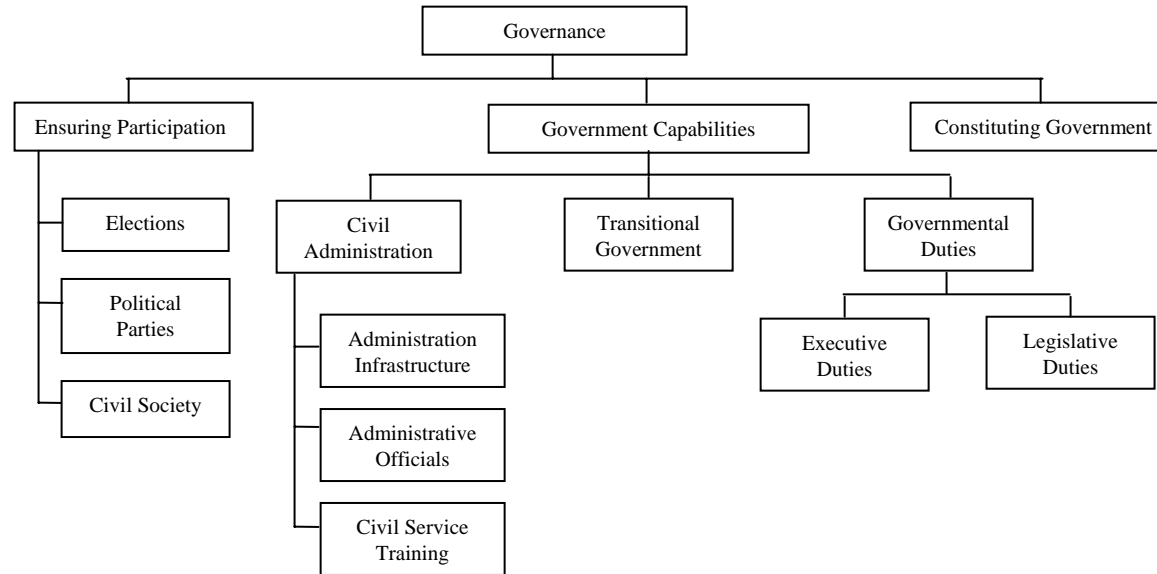 Governance
Ensuring Participation
Government Capabilities
Constituting Government
Elections
Political
Parties
Civil Society
Civil
Administration
Transitional
Government
Governmental
Duties
Administration
Infrastructure
Administrative
Officials
Civil Service
Training
Executive
Duties
Legislative
Duties